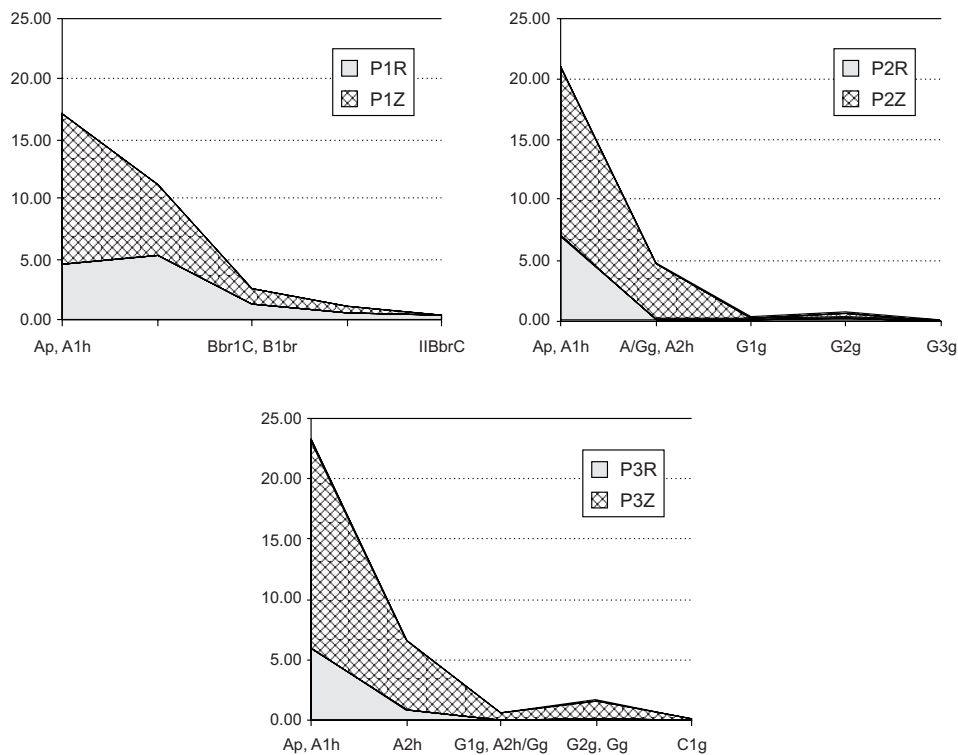 25.00
20.00
15.00
10.00
5.00
0.00
P1R
P1Z
Ap, A1h Bbr1C, B1br IIBbrC
25.00
20.00
15.00
10.00
5.00
0.00
P2R
P2Z
Ap, A1h A/Gg, A2h G1g G2g G3g
25.00
20.00
15.00
10.00
5.00
0.00
P3R
P3Z
Ap, A1h A2h G1g, A2h/Gg G2g, Gg C1g